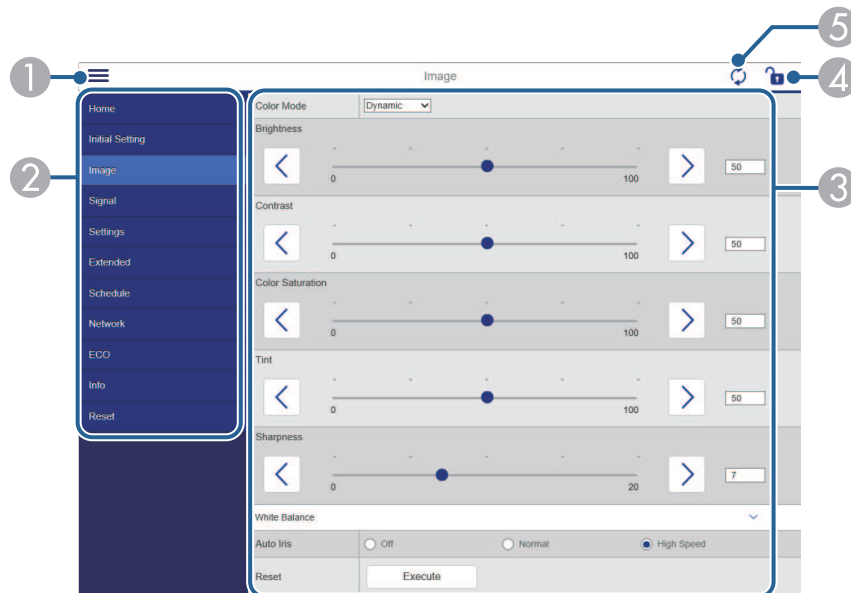 5
1
Image
4
Home
Color Mode
Dynamic
Brightness
Initial Setting
2
Image
50
0
100
3
Signal
Contrast
Settings
50
0
100
Extended
Color Saturation
Schedule
Network
50
0
100
ECO
Tint
Info
50
0
100
Reset
Sharpness
7
0
20
White Balance
Auto Iris
Off
Normal
High Speed
Reset
Execute